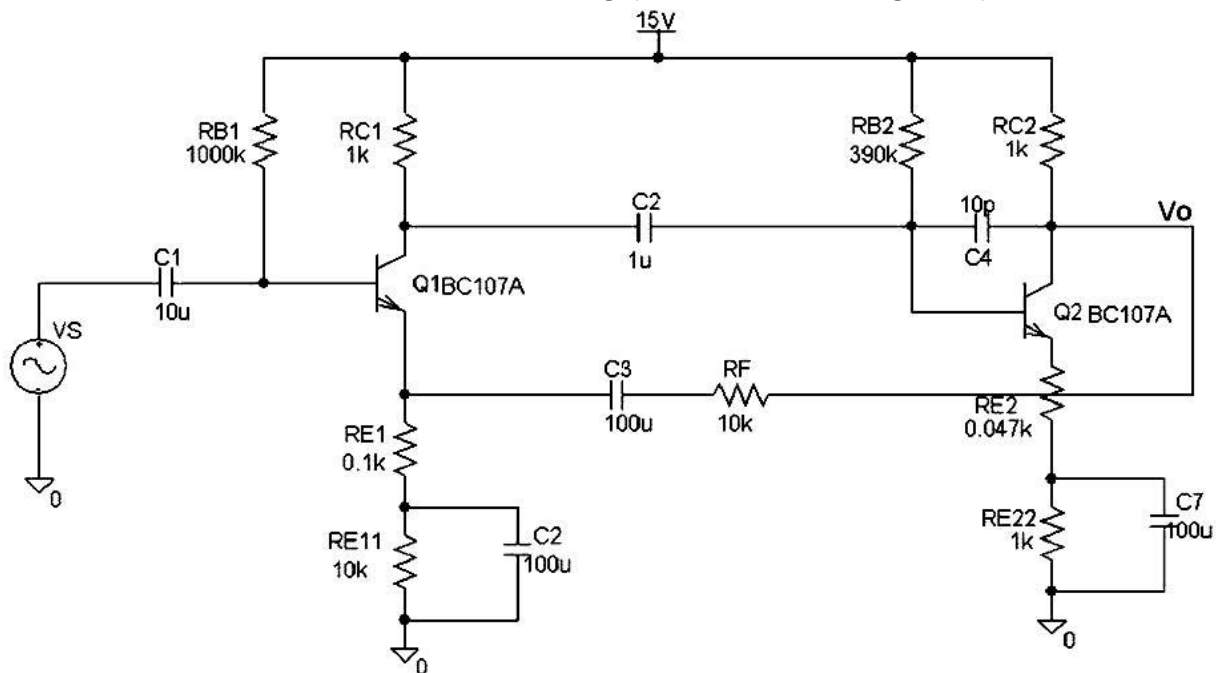 15V
RB1
1000k
RC1
1k
RB2
390k
RC2
1k
C2
1u
10p
C4
Vo
C1
10u
Q1BC107A
Q2 BC107A
VS
C3
100u
RF
10k
RE1
0.1k
RE2
0.047k
0
RE11
10k
C2
100u
RE22
1k
C7
100u
0
0